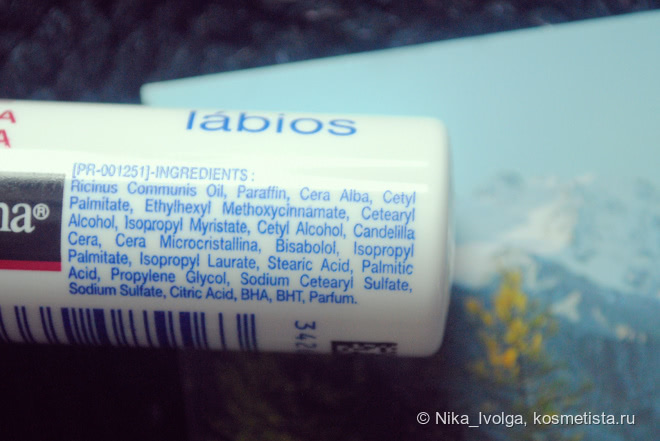 A
A
lábios
na®
[PR-001251]-INGREDIENTS :
Ricinus Communis Oil, Paraffin, Cera Alba, Cetyl
Palmitate, Ethylhexyl Methoxycinnamate, Cetearyl
Alcohol, Isopropyl Myristate, Cetyl Alcohol, Candelilla
Cera, Cera Microcristallina, Bisabolol, Isopropyl
Palmitate, Isopropyl Laurate, Stearic Acid, Palmitic
Acid, Propylene Glycol, Sodium Cetearyl Sulfate,
Sodium Sulfate, Citric Acid, BHA, BHT, Parfum.
© Nika_Ivolga, kosmetista.ru